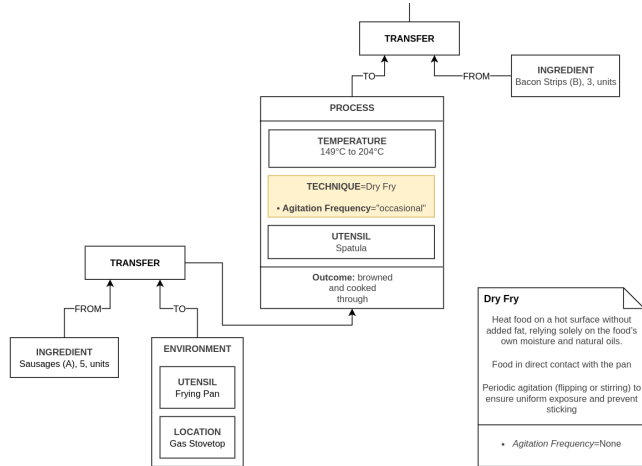 TRANSFER
TO
FROM
INGREDIENT
Bacon Strips (B), 3, units
PROCESS
TEMPERATURE
149°C to 204°C
TECHNIQUE=Dry Fry
• Agitation Frequency="occasional"
UTENSIL
Spatula
Outcome: browned
and cooked
through
TRANSFER
FROM
TO
INGREDIENT
Sausages (A), 5, units
ENVIRONMENT
UTENSIL
Frying Pan
LOCATION
Gas Stovetop
Dry Fry
Heat food on a hot surface without
added fat, relying solely on the food's
own moisture and natural oils.
Food in direct contact with the pan
Periodic agitation (flipping or stirring) to
ensure uniform exposure and prevent
sticking
• Agitation Frequency=None